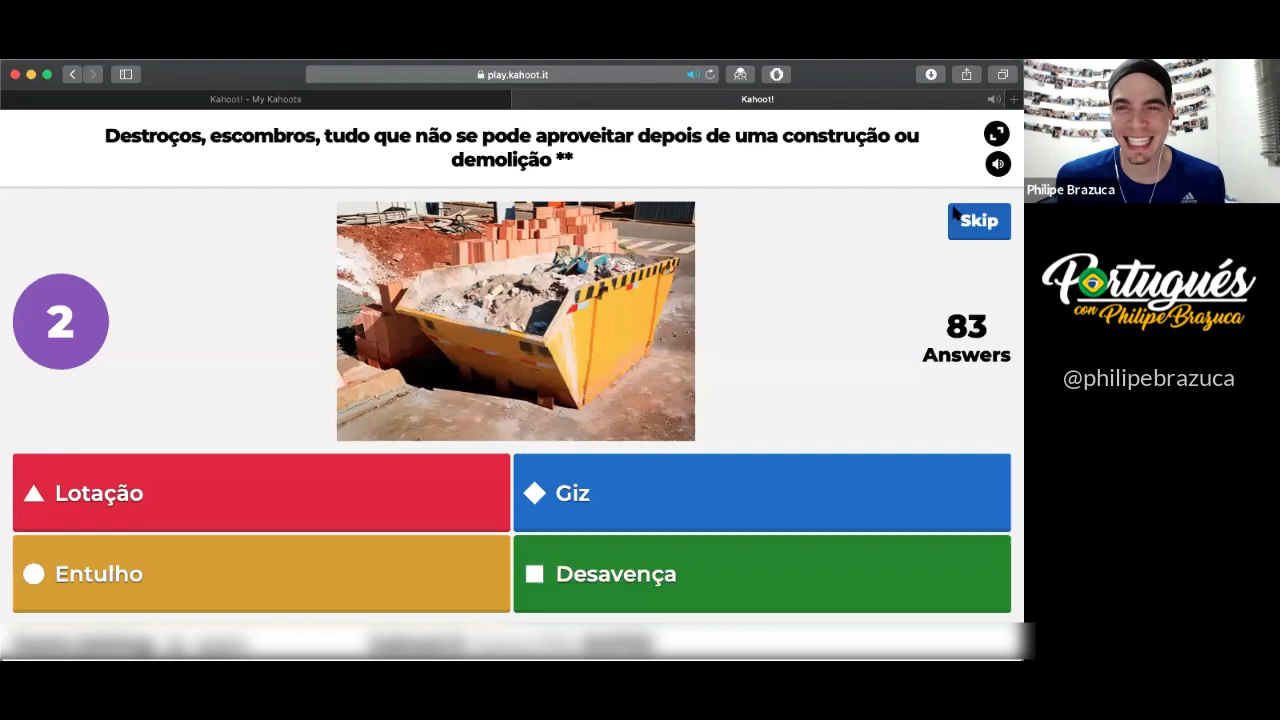 play.kahoot.it
Kahoot! – My Kahoots
Kahoot!
Destroços, escombros, tudo que não se pode aproveitar depois de uma construção ou
demolição **
Philipe Brazuca
Skip
2
83
Answers
Portugués
con Philipe Brazuca
@philipebrazuca
Lotação
Giz
Entulho
Desavença